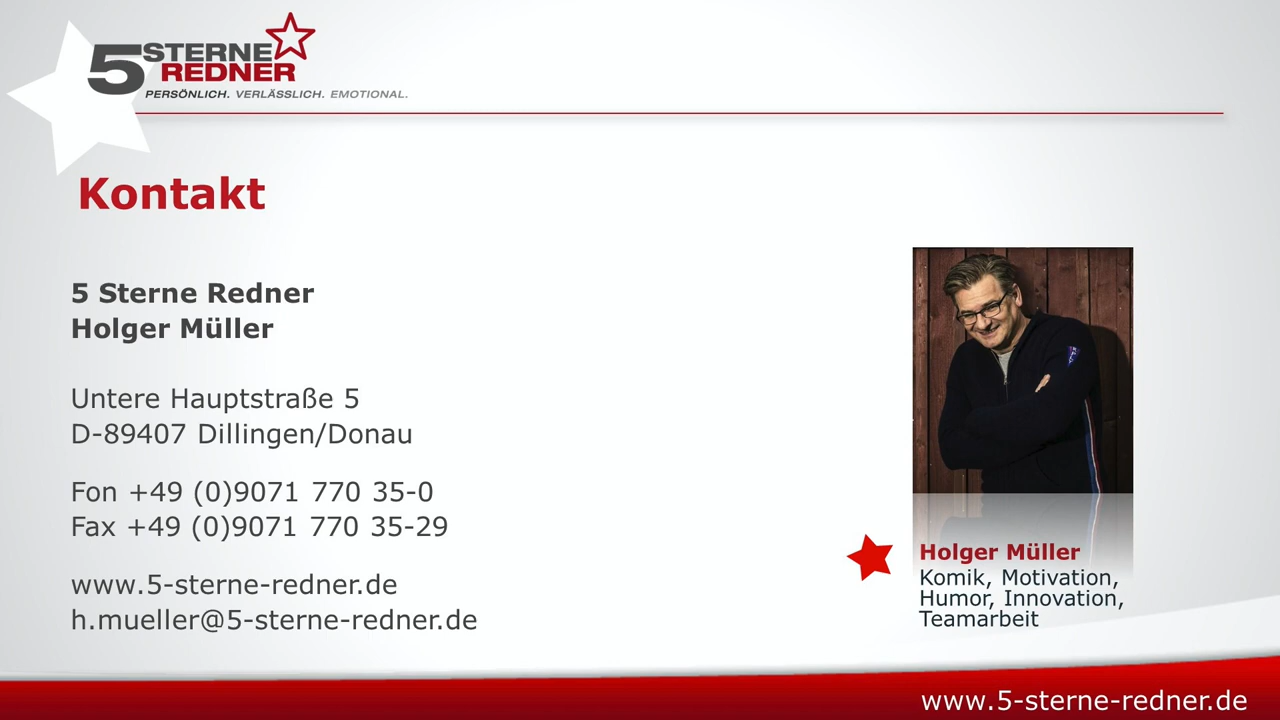 5 STERNE
REDNER
PERSÖNLICH. VERLÄSSLICH. EMOTIONAL.
Kontakt
5 Sterne Redner
Holger Müller
Untere Hauptstraße 5
D-89407 Dillingen/Donau
Fon +49 (0)9071 770 35-0
Fax +49 (0)9071 770 35-29
www.5-sterne-redner.de
h.mueller@5-sterne-redner.de
Holger Müller
Komik, Motivation,
Humor, Innovation,
Teamarbeit
www.5-sterne-redner.de